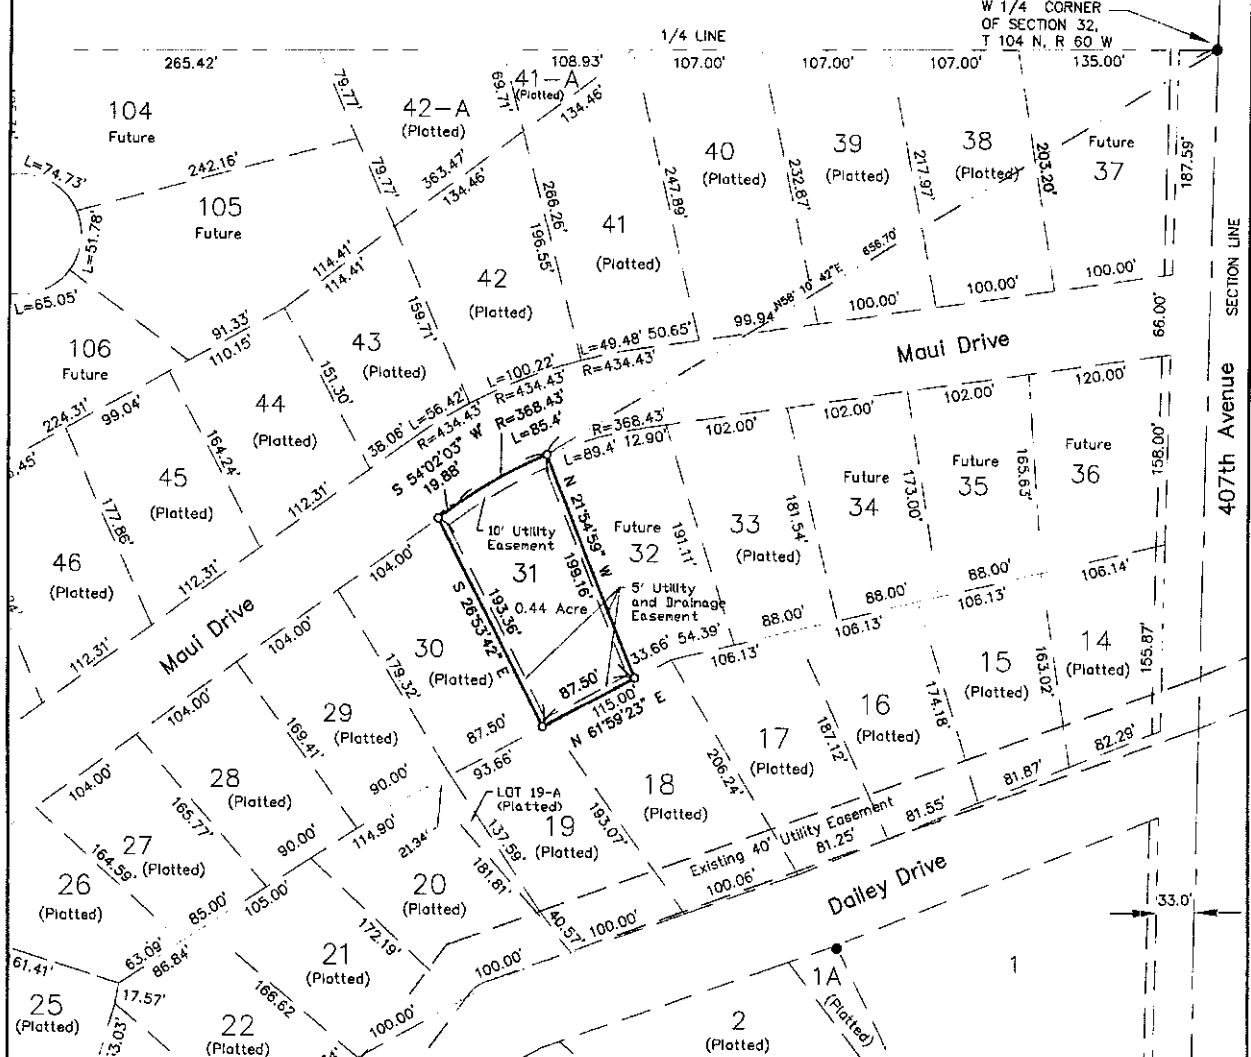 W 1/4 CORNER
OF SECTION 32,
T 104 N, R 60 W
1/4 LINE
265.42'
108.93'
107.00'
107.00'
107.00'
135.00'
79.77'
69.71'
41-A
(Platted)
134.46'
42-A
(Platted)
104
Future
L=74.73'
242.16'
79.77'
363.47'
134.46'
266.26'
196.55'
40
(Platted)
247.89'
39
(Platted)
232.87'
38
(Platted)
217.97'
203.20'
Future
37
187.59'
105
Future
L=51.78'
L=65.05'
114.41'
114.41'
41
(Platted)
42
(Platted)
159.71'
N58° 10' 42"E
656.70'
SECTION LINE
407th Avenue
66.00'
100.00'
100.00'
100.00'
99.94'
91.33'
110.15'
106
Future
43
(Platted)
151.30'
L=49.48' 50.65'
R=434.43'
L=100.22'
R=434.43'
L=56.42'
R=434.43'
38.06'
R=368.43'
L=85.4'
Maui Drive
224.31'
99.04'
44
(Platted)
164.24'
45
(Platted)
177.86'
112.31'
S 54°02'03" W
19.88'
R=368.43'
L=89.4' 12.90'
102.00'
102.00'
102.00'
120.00'
158.00'
46
(Platted)
112.31'
112.31'
Maui Drive
104.00'
10' Utility
Easement
31
0.44 Acre
N 21°54'59" W
199.16'
S 26°53'42" E
193.36'
Future
32
191.11'
33
(Platted)
181.54'
Future
34
173.00'
Future
35
165.63'
Future
36
5' Utility
and Drainage
Easement
88.00'
88.00'
88.00'
106.14'
106.13'
106.13'
106.13'
33.66' 54.39'
87.50'
115.00'
N 61°59'23" E
104.00'
30
(Platted)
179.32'
104.00'
29
(Platted)
169.41'
87.50'
93.66'
14
(Platted)
155.87'
15
(Platted)
163.02'
16
(Platted)
174.18'
17
(Platted)
187.12'
206.24'
18
(Platted)
193.07'
LOT 19-A
(Platted)
19
(Platted)
137.59.
181.81'
104.00'
28
(Platted)
165.77'
90.00'
90.00'
114.90'
21.34'
27
(Platted)
164.59.
26
(Platted)
20
(Platted)
85.00'
105.00'
40.57'
100.00'
100.06'
Existing 40' Utility Easement
81.25'
81.55'
81.87'
82.29'
Dailey Drive
33.0'
63.09'
86.84'
61.41'
17.57'
25
(Platted)
21
(Platted)
172.19'
166.62
100.00'
100.00'
22
(Platted)
1A
(Platted)
1
2
(Platted)